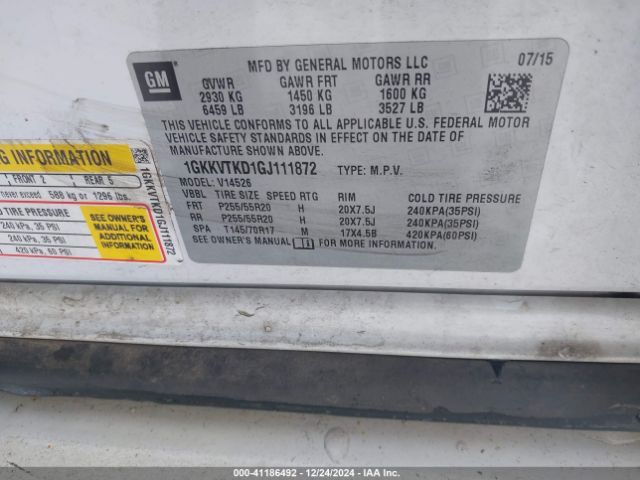 GM
MFD BY GENERAL MOTORS LLC 07/15
GVWR GAWR FRT GAWR RR
2930 KG 1450 KG 1600 KG
6459 LB 3196 LB 3527 LB
THIS VEHICLE CONFORMS TO ALL APPLICABLE U.S. FEDERAL MOTOR
VEHICLE SAFETY STANDARDS IN EFFECT ON THE DATE OF
MANUFACTURE SHOWN ABOVE.
1GKKVTKD1GJ111872 TYPE: M.P.V.
MODEL: V14526
VBBL TIRE SIZE SPEED RTG RIM COLD TIRE PRESSURE
FRT P255/55R20 H 20X7.5J 240KPA(35PSI)
RR P255/55R20 H 20X7.5J 240KPA(35PSI)
SPA T145/70R17 M 17X4.5B 420KPA(60PSI)
SEE OWNER'S MANUAL FOR MORE INFORMATION.
G INFORMATION
FRONT 2 REAR 5
never exceed 588 kg or 1296 lbs.
TIRE PRESSURE
240 kPa, 35 PSI
240 kPa, 35 PSI
420 kPa, 60 PSI
SEE OWNER'S
MANUAL FOR
ADDITIONAL
INFORMATION
1GKKVTKD1GJ111872
000-41186492 - 12/24/2024 - IAA Inc.